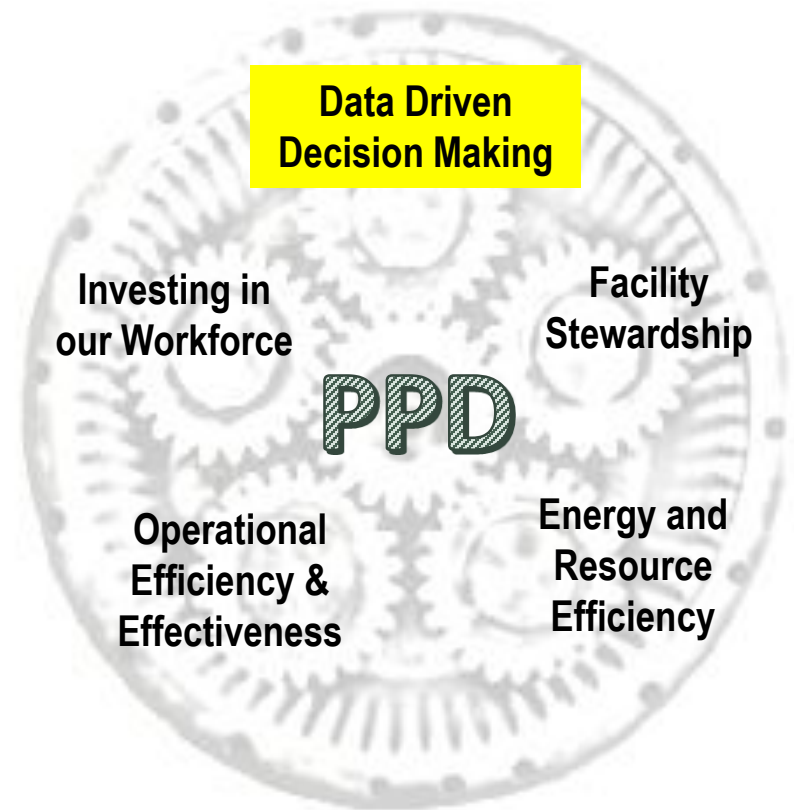 Data Driven
Decision Making
Investing in
our Workforce
Facility
Stewardship
PPD
Operational
Efficiency &
Effectiveness
Energy and
Resource
Efficiency